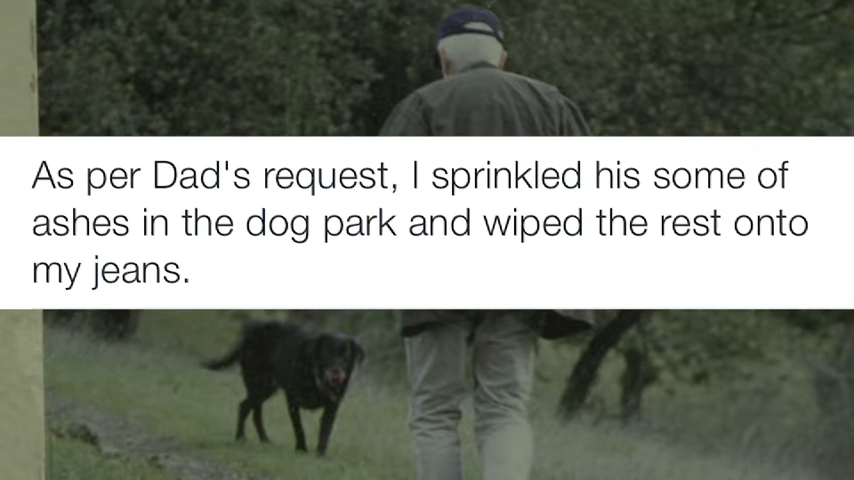 As per Dad's request, I sprinkled his some of
ashes in the dog park and wiped the rest onto
my jeans.